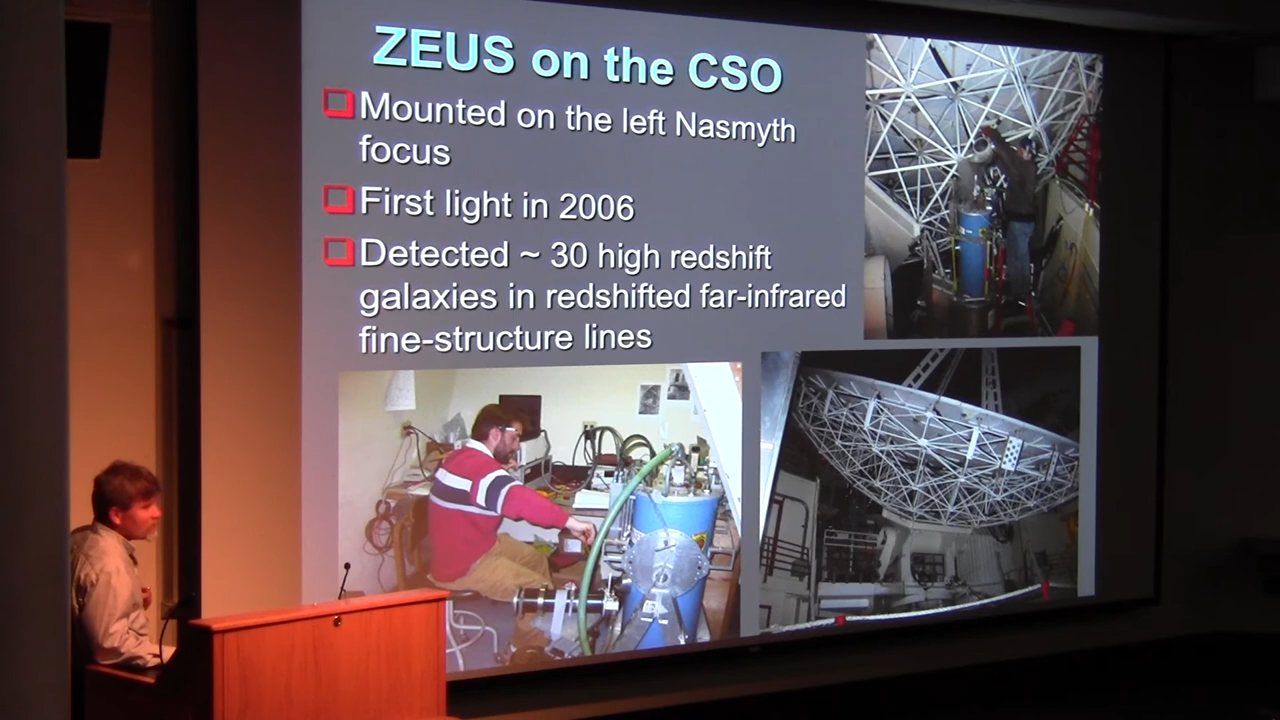 ZEUS on the CSO
Mounted on the left Nasmyth
focus
First light in 2006
Detected ~ 30 high redshift
galaxies in redshifted far-infrared
fine-structure lines